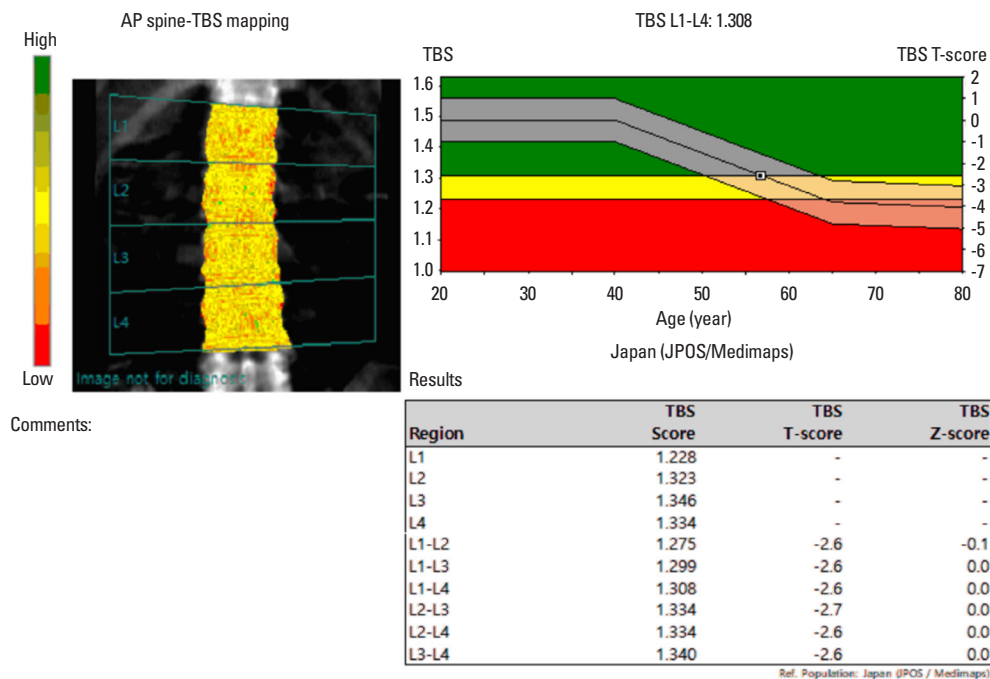 AP spine-TBS mapping
High
L1
L2
L3
L4
Low
Image not for diagnosis
Comments:
TBS L1-L4: 1.308
TBS
TBS T-score
1.6
1.5
1.4
1.3
1.2
1.1
1.0
2
1
0
-1
-2
-3
-4
-5
-6
-7
20 30 40 50 60 70 80
Age (year)
Japan (JPOS/Medimaps)
Results
TBS TBS TBS
Region Score T-score Z-score
L1 1.228 - -
L2 1.323 - -
L3 1.346 - -
L4 1.334 - -
L1-L2 1.275 -2.6 -0.1
L1-L3 1.299 -2.6 0.0
L1-L4 1.308 -2.6 0.0
L2-L3 1.334 -2.7 0.0
L2-L4 1.334 -2.6 0.0
L3-L4 1.340 -2.6 0.0
Ref. Population: Japan (JPOS / Medimaps)